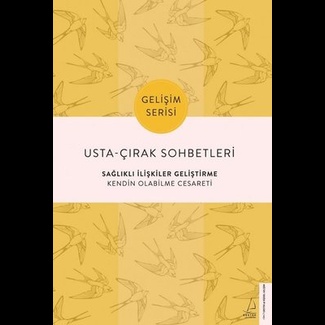 GELİŞİM
SERİSİ
USTA-ÇIRAK SOHBETLERİ
SAĞLIKLI İLİŞKİLER GELİŞTİRME
KENDİN OLABİLME CESARETİ